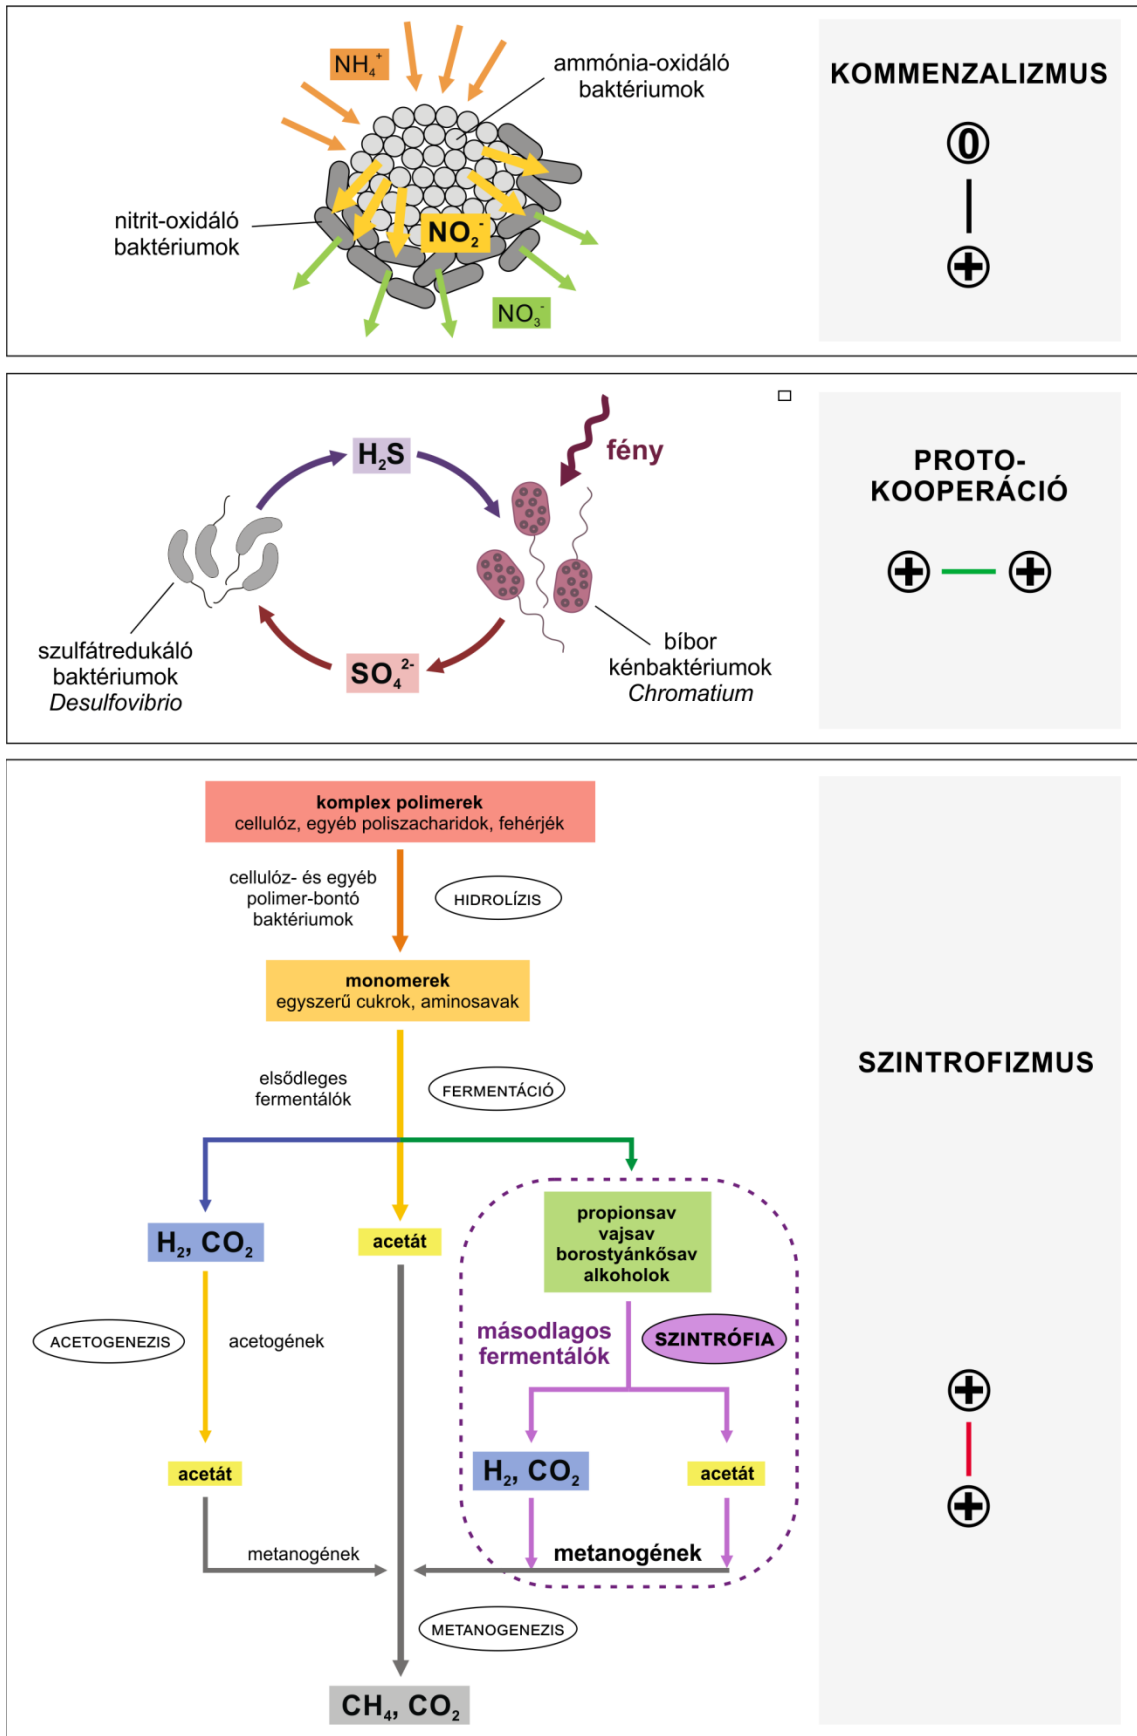 NH₄⁺
ammónia-oxidáló
baktériumok
nitrit-oxidáló
baktériumok
NO₂⁻
NO₃⁻
KOMMENZALIZMUS
0
+
H₂S
fény
szulfátredukáló
baktériumok
Desulfovibrio
SO₄²⁻
bíbor
kénbaktériumok
Chromatium
PROTO-
KOOPERÁCIÓ
+ +
komplex polimerek
cellulóz, egyéb poliszacharidok, fehérjék
cellulóz- és egyéb
polimer-bontó
baktériumok
HIDROLÍZIS
monomerek
egyszerű cukrok, aminosavak
elsődleges
fermentálók
FERMENTÁCIÓ
H₂, CO₂
acetát
propionsav
vajsav
borostyánkősav
alkoholok
ACETOGENEZIS
acetogének
másodlagos
fermentálók
SZINTRÓFIA
acetát
H₂, CO₂
acetát
metanogének
metanogének
METANOGENEZIS
CH₄, CO₂
SZINTROFIZMUS
+
+